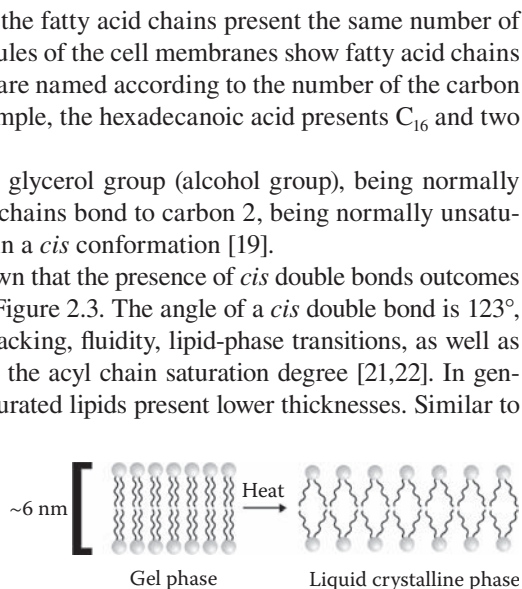 the fatty acid chains present the same number of
ules of the cell membranes show fatty acid chains
are named according to the number of the carbon
mple, the hexadecanoic acid presents C₁₆ and two
glycerol group (alcohol group), being normally
chains bond to carbon 2, being normally unsatu-
n a cis conformation [19].
wn that the presence of cis double bonds outcomes
Figure 2.3. The angle of a cis double bond is 123°,
acking, fluidity, lipid-phase transitions, as well as
the acyl chain saturation degree [21,22]. In gen-
urated lipids present lower thicknesses. Similar to
~6 nm
Heat
Gel phase
Liquid crystalline phase